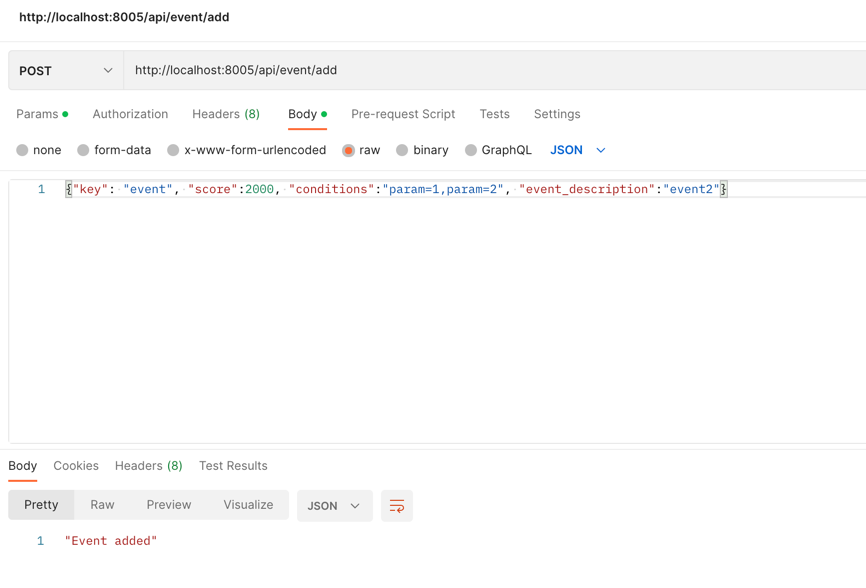 http://localhost:8005/api/event/add
POST http://localhost:8005/api/event/add
Params Authorization Headers (8) Body Pre-request Script Tests Settings
none form-data x-www-form-urlencoded raw binary GraphQL JSON
1 {"key": "event", "score":2000, "conditions":"param=1,param=2", "event_description":"event2"}
Body Cookies Headers (8) Test Results
Pretty Raw Preview Visualize JSON
1 "Event added"